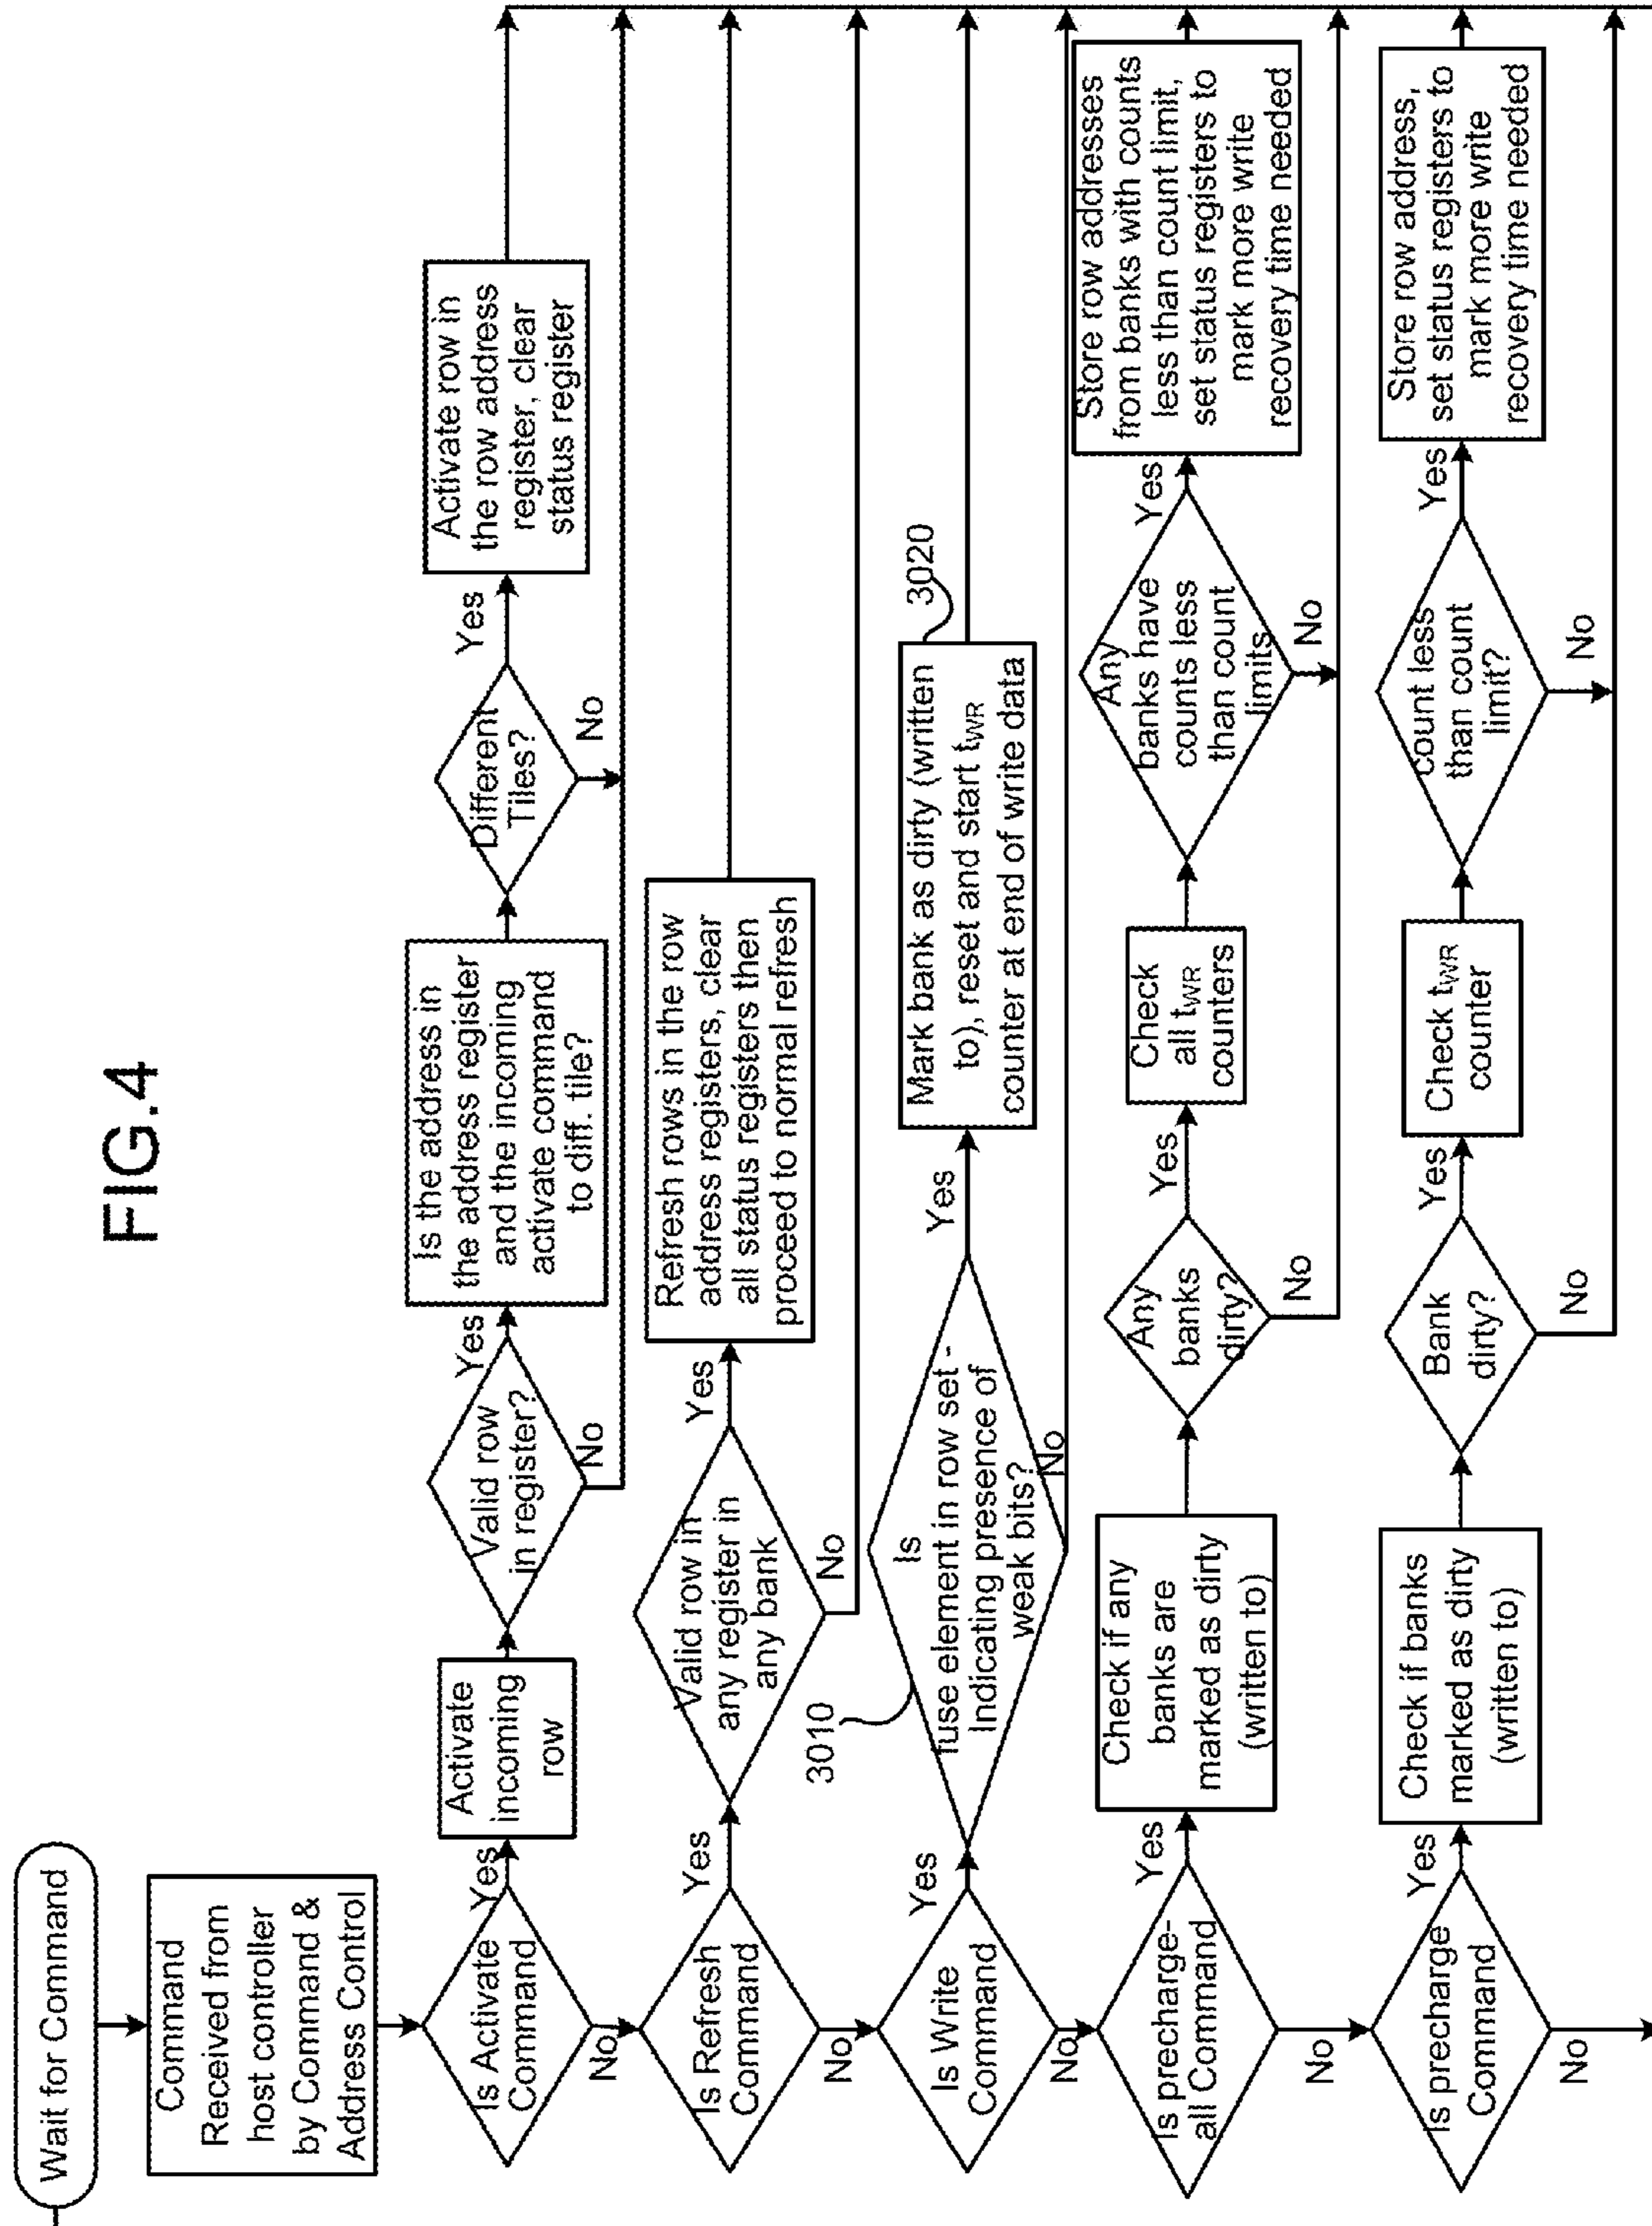 FIG.4
Wait for Command
Command
Received from
host controller
by Command &
Address Control
Is Activate
Command
Yes
No
Activate
incoming
row
Valid row
in register?
Yes
No
Is the address in
the address register
and the incoming
activate command
to diff. tile?
Different
Tiles?
Yes
No
Activate row in
the row address
register, clear
status register
Is Refresh
Command
Yes
No
Valid row in
any register in
any bank
Yes
No
Refresh rows in the row
address registers, clear
all status registers then
proceed to normal refresh
Is Write
Command
Yes
No
3010
Is
fuse element in row set -
Indicating presence of
weak bits?
Yes
No
3020
Mark bank as dirty (written
to), reset and start tWR
counter at end of write data
Is precharge-
all Command
Yes
No
Check if any
banks are
marked as dirty
(written to)
Any
banks
dirty?
Yes
No
Check
all tWR
counters
Any
banks have
counts less
than count
limits
Yes
No
Store row addresses
from banks with counts
less than count limit,
set status registers to
mark more write
recovery time needed
Is precharge
Command
Yes
No
Check if banks
marked as dirty
(written to)
Bank
dirty?
Yes
No
Check tWR
counter
count less
than count
limit?
Yes
No
Store row address,
set status registers to
mark more write
recovery time needed